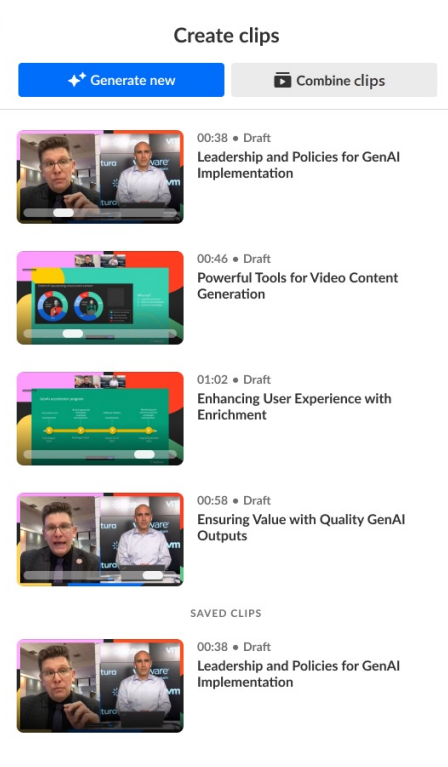 Create clips
Generate new
Combine clips
00:38 • Draft
Leadership and Policies for GenAI
Implementation
00:46 • Draft
Powerful Tools for Video Content
Generation
01:02 • Draft
Enhancing User Experience with
Enrichment
00:58 • Draft
Ensuring Value with Quality GenAI
Outputs
SAVED CLIPS
00:38 • Draft
Leadership and Policies for GenAI
Implementation